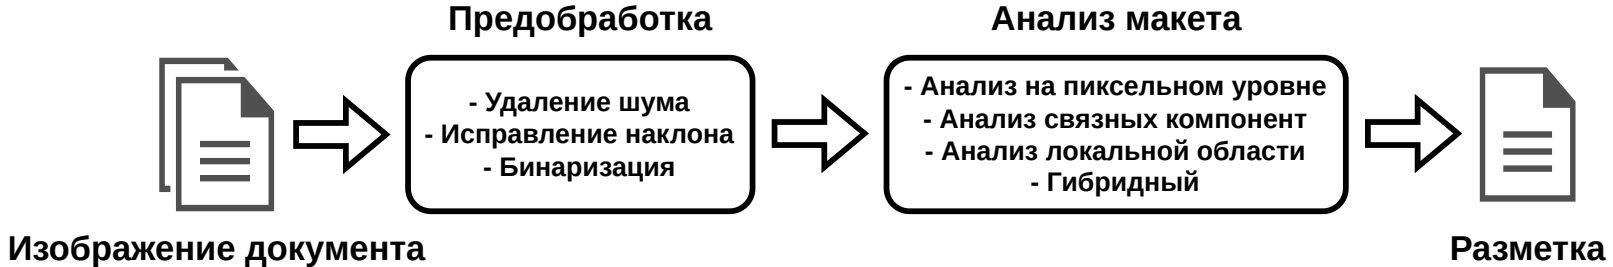 Предобработка
Анализ макета
- Удаление шума
- Исправление наклона
- Бинаризация
- Анализ на пиксельном уровне
- Анализ связных компонент
- Анализ локальной области
- Гибридный
Изображение документа
Разметка